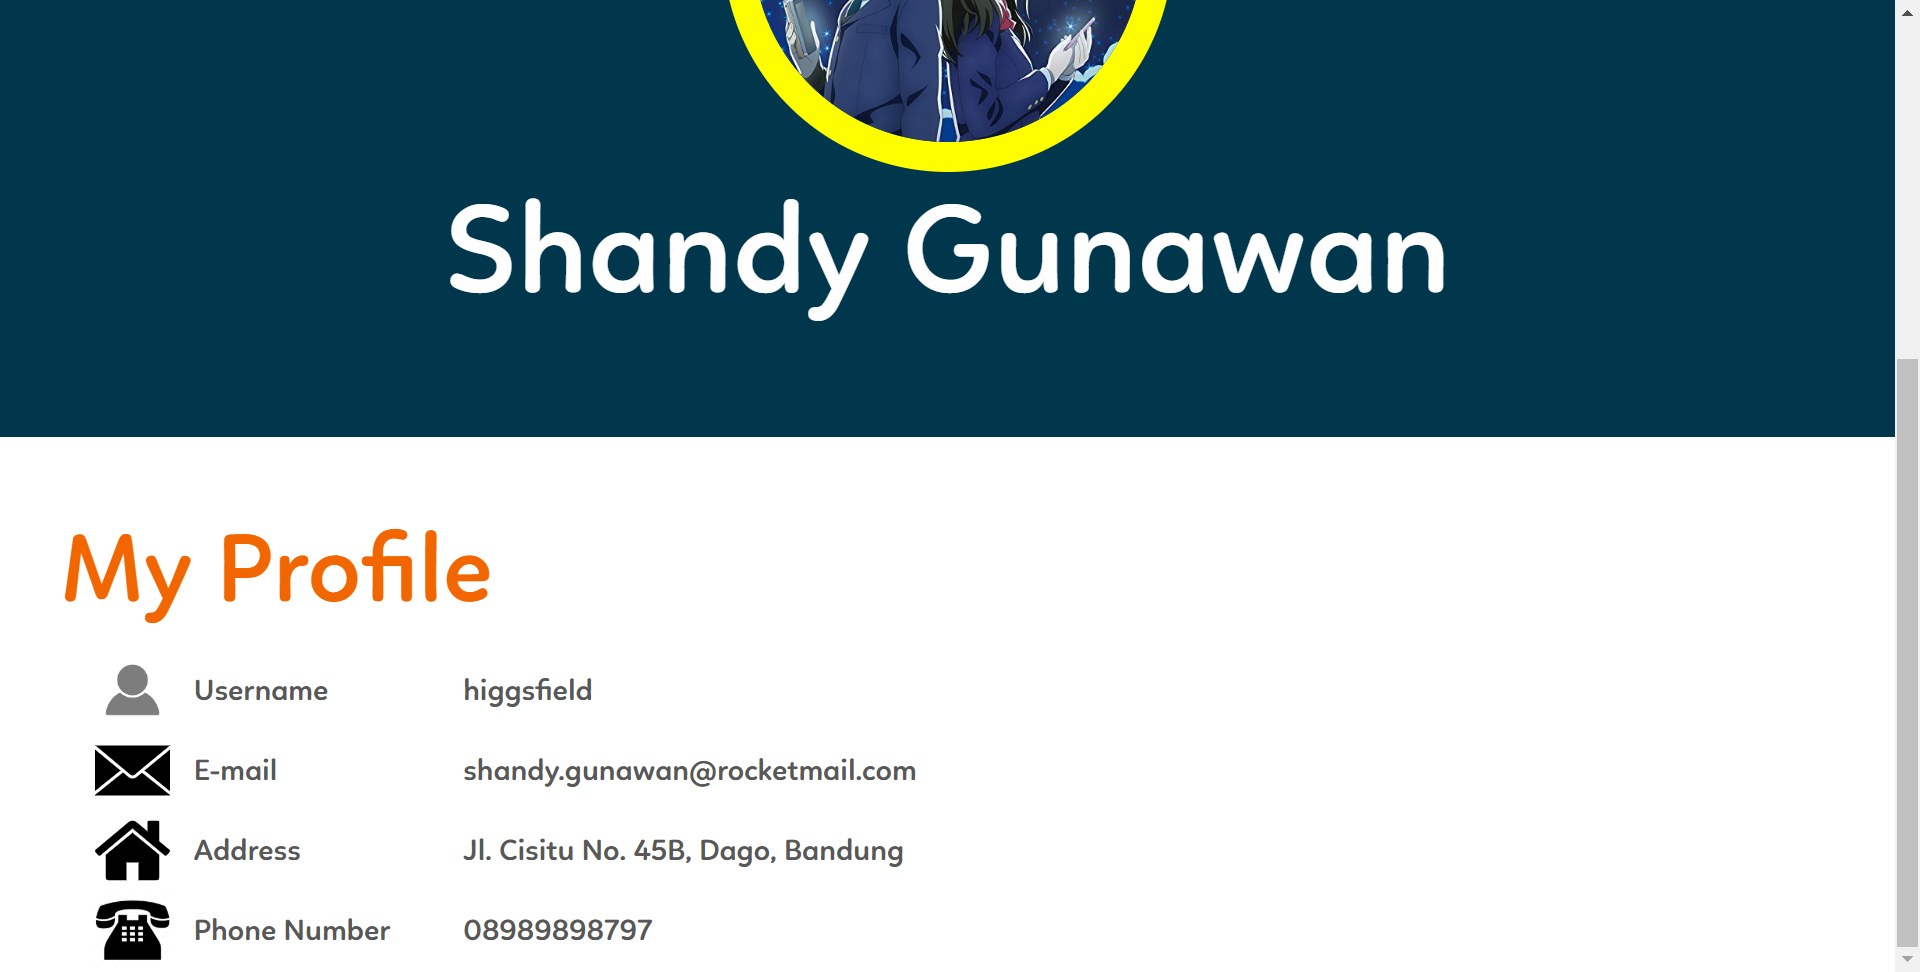 Shandy Gunawan
My Profile
Username higgsfield
E-mail shandy.gunawan@rocketmail.com
Address Jl. Cisitu No. 45B, Dago, Bandung
Phone Number 08989898797